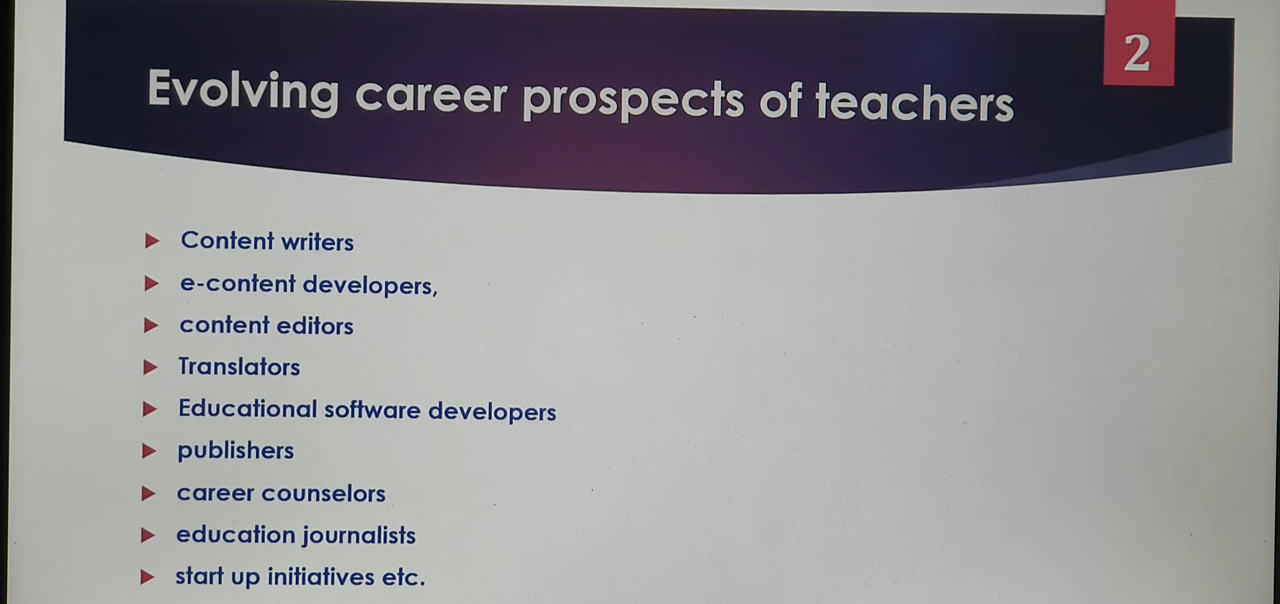 2
Evolving career prospects of teachers
Content writers
e-content developers,
content editors
Translators
Educational software developers
publishers
career counselors
education journalists
start up initiatives etc.